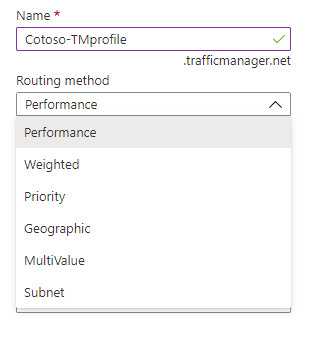 Name *
Cotoso-TMprofile
.trafficmanager.net
Routing method
Performance
Performance
Weighted
Priority
Geographic
MultiValue
Subnet